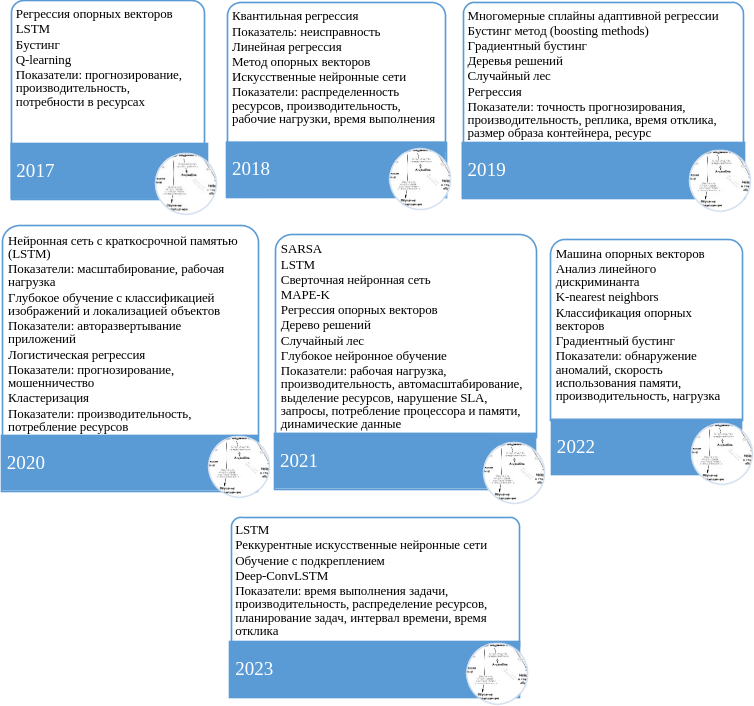 Регрессия опорных векторов
LSTM
Бустинг
Q-learning
Показатели: прогнозирование,
производительность,
потребности в ресурсах
2017
Квантильная регрессия
Показатель: неисправность
Линейная регрессия
Метод опорных векторов
Искусственные нейронные сети
Показатели: распределенность
ресурсов, производительность,
рабочие нагрузки, время выполнения
2018
Многомерные сплайны адаптивной регрессии
Бустинг метод (boosting methods)
Градиентный бустинг
Деревья решений
Случайный лес
Регрессия
Показатели: точность прогнозирования,
производительность, реплика, время отклика,
размер образа контейнера, ресурс
2019
Нейронная сеть с краткосрочной памятью
(LSTM)
Показатели: масштабирование, рабочая
нагрузка
Глубокое обучение с классификацией
изображений и локализацией объектов
Показатели: авторазвертывание
приложений
Логистическая регрессия
Показатели: прогнозирование,
мошенничество
Кластеризация
Показатели: производительность,
потребление ресурсов
2020
SARSA
LSTM
Сверточная нейронная сеть
MAPE-K
Регрессия опорных векторов
Дерево решений
Случайный лес
Глубокое нейронное обучение
Показатели: рабочая нагрузка,
производительность, автомасштабирование,
выделение ресурсов, нарушение SLA,
запросы, потребление процессора и памяти,
динамические данные
2021
Машина опорных векторов
Анализ линейного
дискриминанта
K-nearest neighbors
Классификация опорных
векторов
Градиентный бустинг
Показатели: обнаружение
аномалий, скорость
использования памяти,
производительность, нагрузка
2022
LSTM
Реккурентные искусственные нейронные сети
Обучение с подкреплением
Deep-ConvLSTM
Показатели: время выполнения задачи,
производительность, распределение ресурсов,
планирование задач, интервал времени, время
отклика
2023